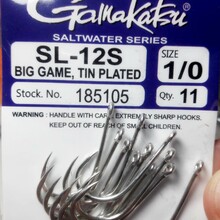 Gamakatsu
SALTWATER SERIES
SL-12S
BIG GAME, TIN PLATED
SIZE
1/0
Stock. No. 185105
Qty. 11
WARNING : HANDLE WITH CARE, EXTREMELY SHARP HOOKS.
KEEP OUT OF REACH OF SMALL CHILDREN.